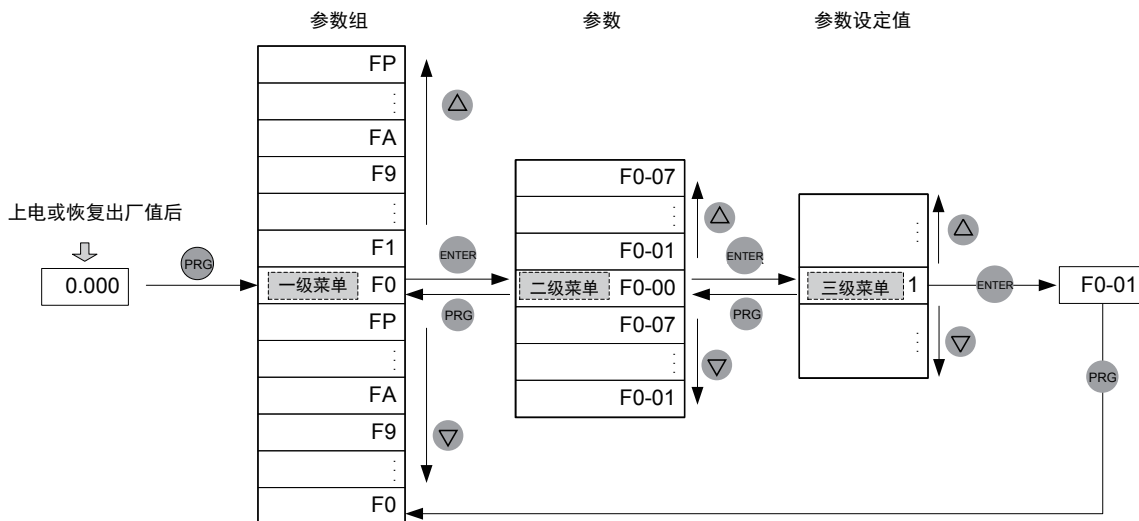 参数组
参数
参数设定值
上电或恢复出厂值后
0.000
PRG
FP
⋮
FA
F9
⋮
F1
一级菜单 F0
FP
⋮
FA
F9
⋮
F0
ENTER
PRG
F0-07
⋮
F0-01
二级菜单 F0-00
F0-07
⋮
F0-01
ENTER
PRG
⋮
三级菜单 1
⋮
ENTER
F0-01
PRG